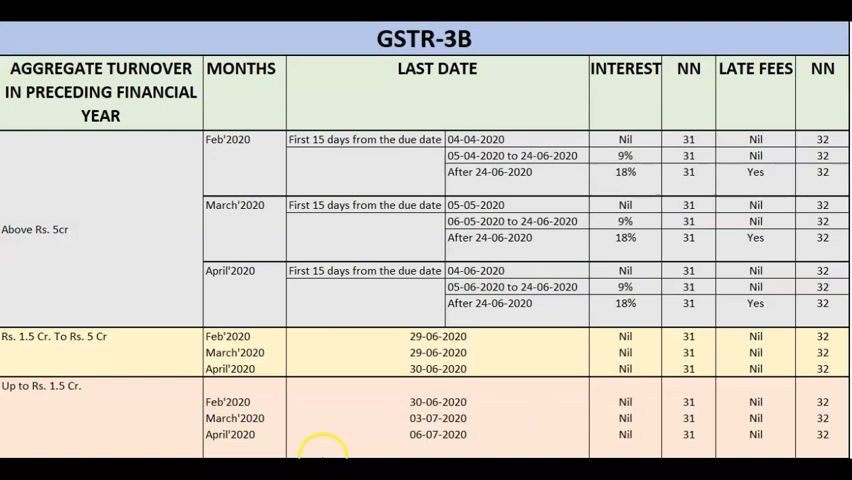 GSTR-3B
AGGREGATE TURNOVER IN PRECEDING FINANCIAL YEAR MONTHS LAST DATE INTEREST NN LATE FEES NN
Above Rs. 5cr
Feb'2020 First 15 days from the due date 04-04-2020 Nil 31 Nil 32
05-04-2020 to 24-06-2020 9% 31 Nil 32
After 24-06-2020 18% 31 Yes 32
March'2020 First 15 days from the due date 05-05-2020 Nil 31 Nil 32
06-05-2020 to 24-06-2020 9% 31 Nil 32
After 24-06-2020 18% 31 Yes 32
April'2020 First 15 days from the due date 04-06-2020 Nil 31 Nil 32
05-06-2020 to 24-06-2020 9% 31 Nil 32
After 24-06-2020 18% 31 Yes 32
Rs. 1.5 Cr. To Rs. 5 Cr Feb'2020 29-06-2020 Nil 31 Nil 32
March'2020 29-06-2020 Nil 31 Nil 32
April'2020 30-06-2020 Nil 31 Nil 32
Up to Rs. 1.5 Cr.
Feb'2020 30-06-2020 Nil 31 Nil 32
March'2020 03-07-2020 Nil 31 Nil 32
April'2020 06-07-2020 Nil 31 Nil 32